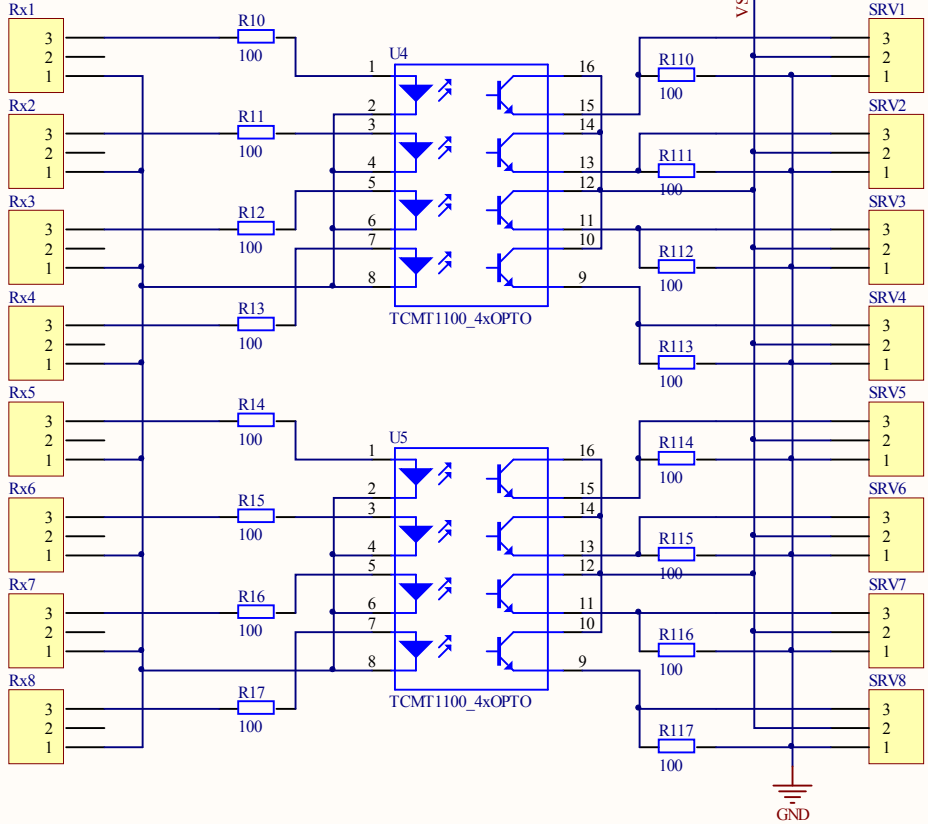 Rx1
3
2
1
Rx2
3
2
1
Rx3
3
2
1
Rx4
3
2
1
Rx5
3
2
1
Rx6
3
2
1
Rx7
3
2
1
Rx8
3
2
1
R10
100
R11
100
R12
100
R13
100
R14
100
R15
100
R16
100
R17
100
U4
1
2
3
4
5
6
7
8
16
15
14
13
12
11
10
9
TCMT1100_4xOPTO
U5
1
2
3
4
5
6
7
8
16
15
14
13
12
11
10
9
TCMT1100_4xOPTO
R110
100
R111
100
R112
100
R113
100
R114
100
R115
100
R116
100
R117
100
VS
SRV1
3
2
1
SRV2
3
2
1
SRV3
3
2
1
SRV4
3
2
1
SRV5
3
2
1
SRV6
3
2
1
SRV7
3
2
1
SRV8
3
2
1
GND